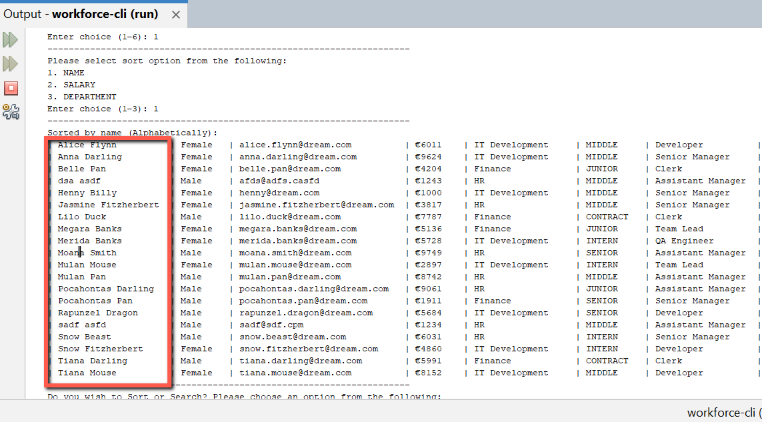 Output - workforce-cli (run) ×
Enter choice (1-6): 1
----------------------------------------------------------------------
Please select sort option from the following:
1. NAME
2. SALARY
3. DEPARTMENT
Enter choice (1-3): 1
----------------------------------------------------------------------
Sorted by name (Alphabetically):
| Alice Flynn | Female | alice.flynn@dream.com | €6011 | IT Development | MIDDLE | Developer |
| Anna Darling | Female | anna.darling@dream.com | €9624 | IT Development | MIDDLE | Senior Manager |
| Belle Pan | Female | belle.pan@dream.com | €4204 | Finance | JUNIOR | Clerk |
| dsa asdf | Male | afds@adfs.casfd | €1243 | HR | MIDDLE | Assistant Manager |
| Henny Billy | Female | henny@dream.com | €1000 | IT Development | MIDDLE | Senior Manager |
| Jasmine Fitzherbert | Female | jasmine.fitzherbert@dream.com | €3817 | HR | MIDDLE | Senior Manager |
| Lilo Duck | Male | lilo.duck@dream.com | €7787 | Finance | CONTRACT | Clerk |
| Megara Banks | Female | megara.banks@dream.com | €5136 | Finance | JUNIOR | Team Lead |
| Merida Banks | Female | merida.banks@dream.com | €5728 | IT Development | INTERN | QA Engineer |
| Moana Smith | Male | moana.smith@dream.com | €9749 | HR | SENIOR | Assistant Manager |
| Mulan Mouse | Female | mulan.mouse@dream.com | €2897 | IT Development | INTERN | Team Lead |
| Mulan Pan | Male | mulan.pan@dream.com | €8742 | HR | MIDDLE | Assistant Manager |
| Pocahontas Darling | Male | pocahontas.darling@dream.com | €9061 | HR | JUNIOR | Assistant Manager |
| Pocahontas Pan | Male | pocahontas.pan@dream.com | €1911 | Finance | SENIOR | Senior Manager |
| Rapunzel Dragon | Male | rapunzel.dragon@dream.com | €5684 | IT Development | SENIOR | Developer |
| sadf asfd | Male | sadf@sdf.cpm | €1234 | HR | MIDDLE | Assistant Manager |
| Snow Beast | Male | snow.beast@dream.com | €6031 | HR | INTERN | Senior Manager |
| Snow Fitzherbert | Female | snow.fitzherbert@dream.com | €4860 | IT Development | INTERN | Developer |
| Tiana Darling | Male | tiana.darling@dream.com | €5991 | Finance | CONTRACT | Clerk |
| Tiana Mouse | Female | tiana.mouse@dream.com | €8152 | IT Development | MIDDLE | Developer |
----------------------------------------------------------------------
Do you wish to Sort or Search? Please choose an option from the following:
workforce-cli (